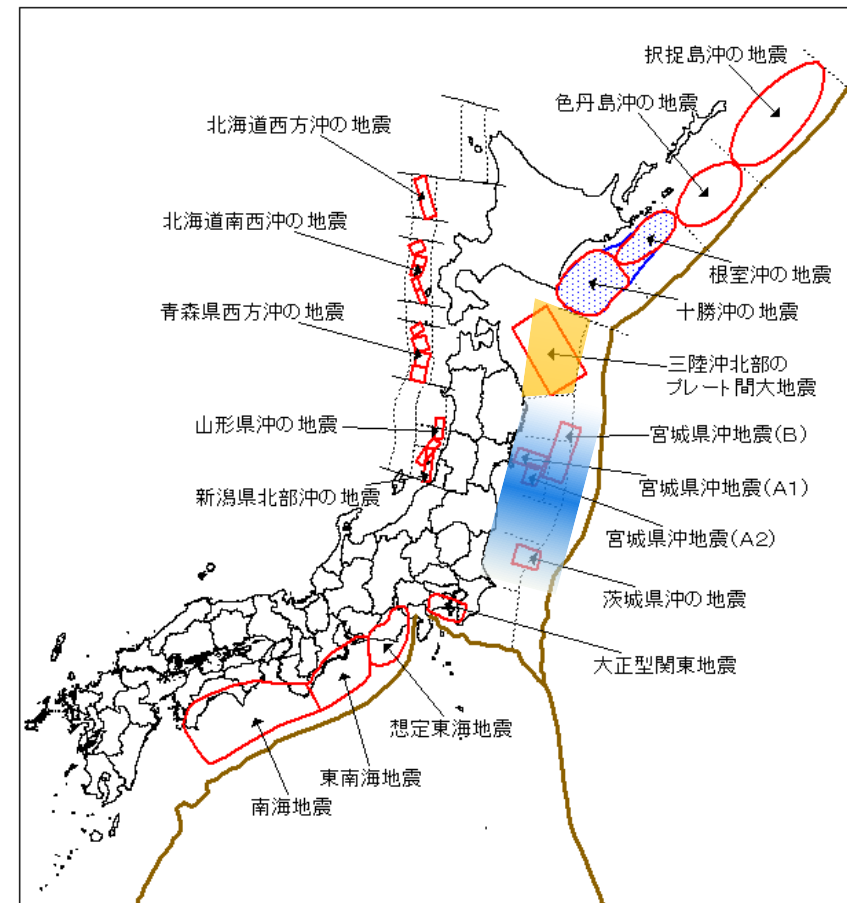 択捉島沖の地震
色丹島沖の地震
北海道西方沖の地震
北海道南西沖の地震
根室沖の地震
十勝沖の地震
青森県西方沖の地震
三陸沖北部の
プレート間大地震
山形県沖の地震
宮城県沖地震(B)
新潟県北部沖の地震
宮城県沖地震(A1)
宮城県沖地震(A2)
茨城県沖の地震
大正型関東地震
想定東海地震
東南海地震
南海地震